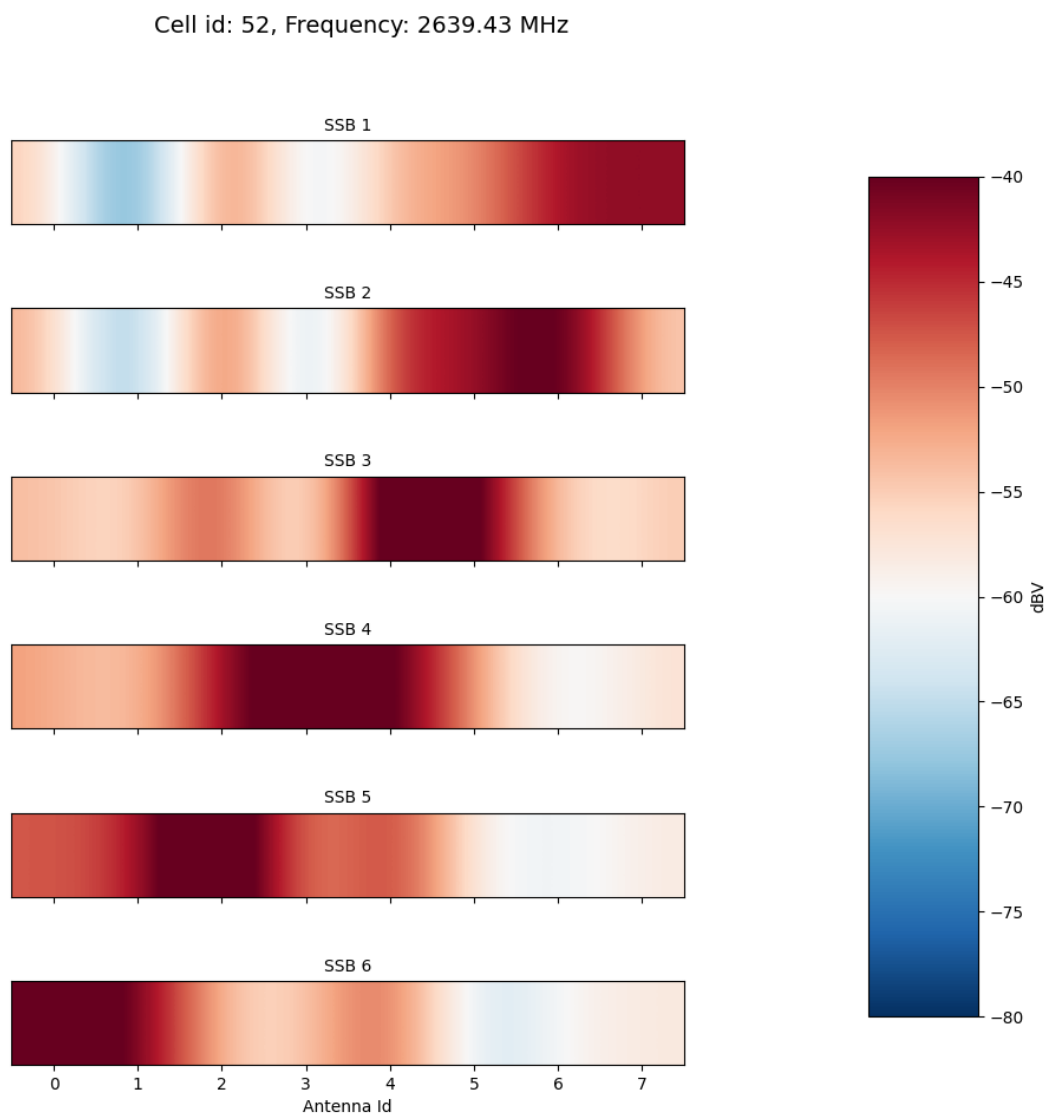 Cell id: 52, Frequency: 2639.43 MHz
SSB 1
SSB 2
SSB 3
SSB 4
SSB 5
SSB 6
0 1 2 3 4 5 6 7
Antenna Id
−40
−45
−50
−55
−60
−65
−70
−75
−80
dBV